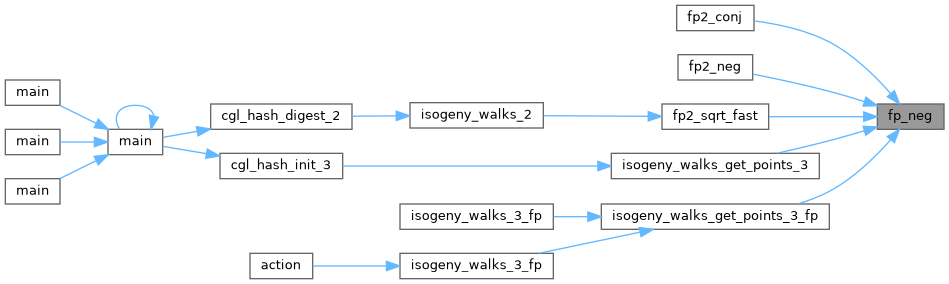 fp2_conj
fp2_neg
main
cgl_hash_digest_2
isogeny_walks_2
fp2_sqrt_fast
fp_neg
main
main
cgl_hash_init_3
isogeny_walks_get_points_3
main
isogeny_walks_3_fp
isogeny_walks_get_points_3_fp
action
isogeny_walks_3_fp